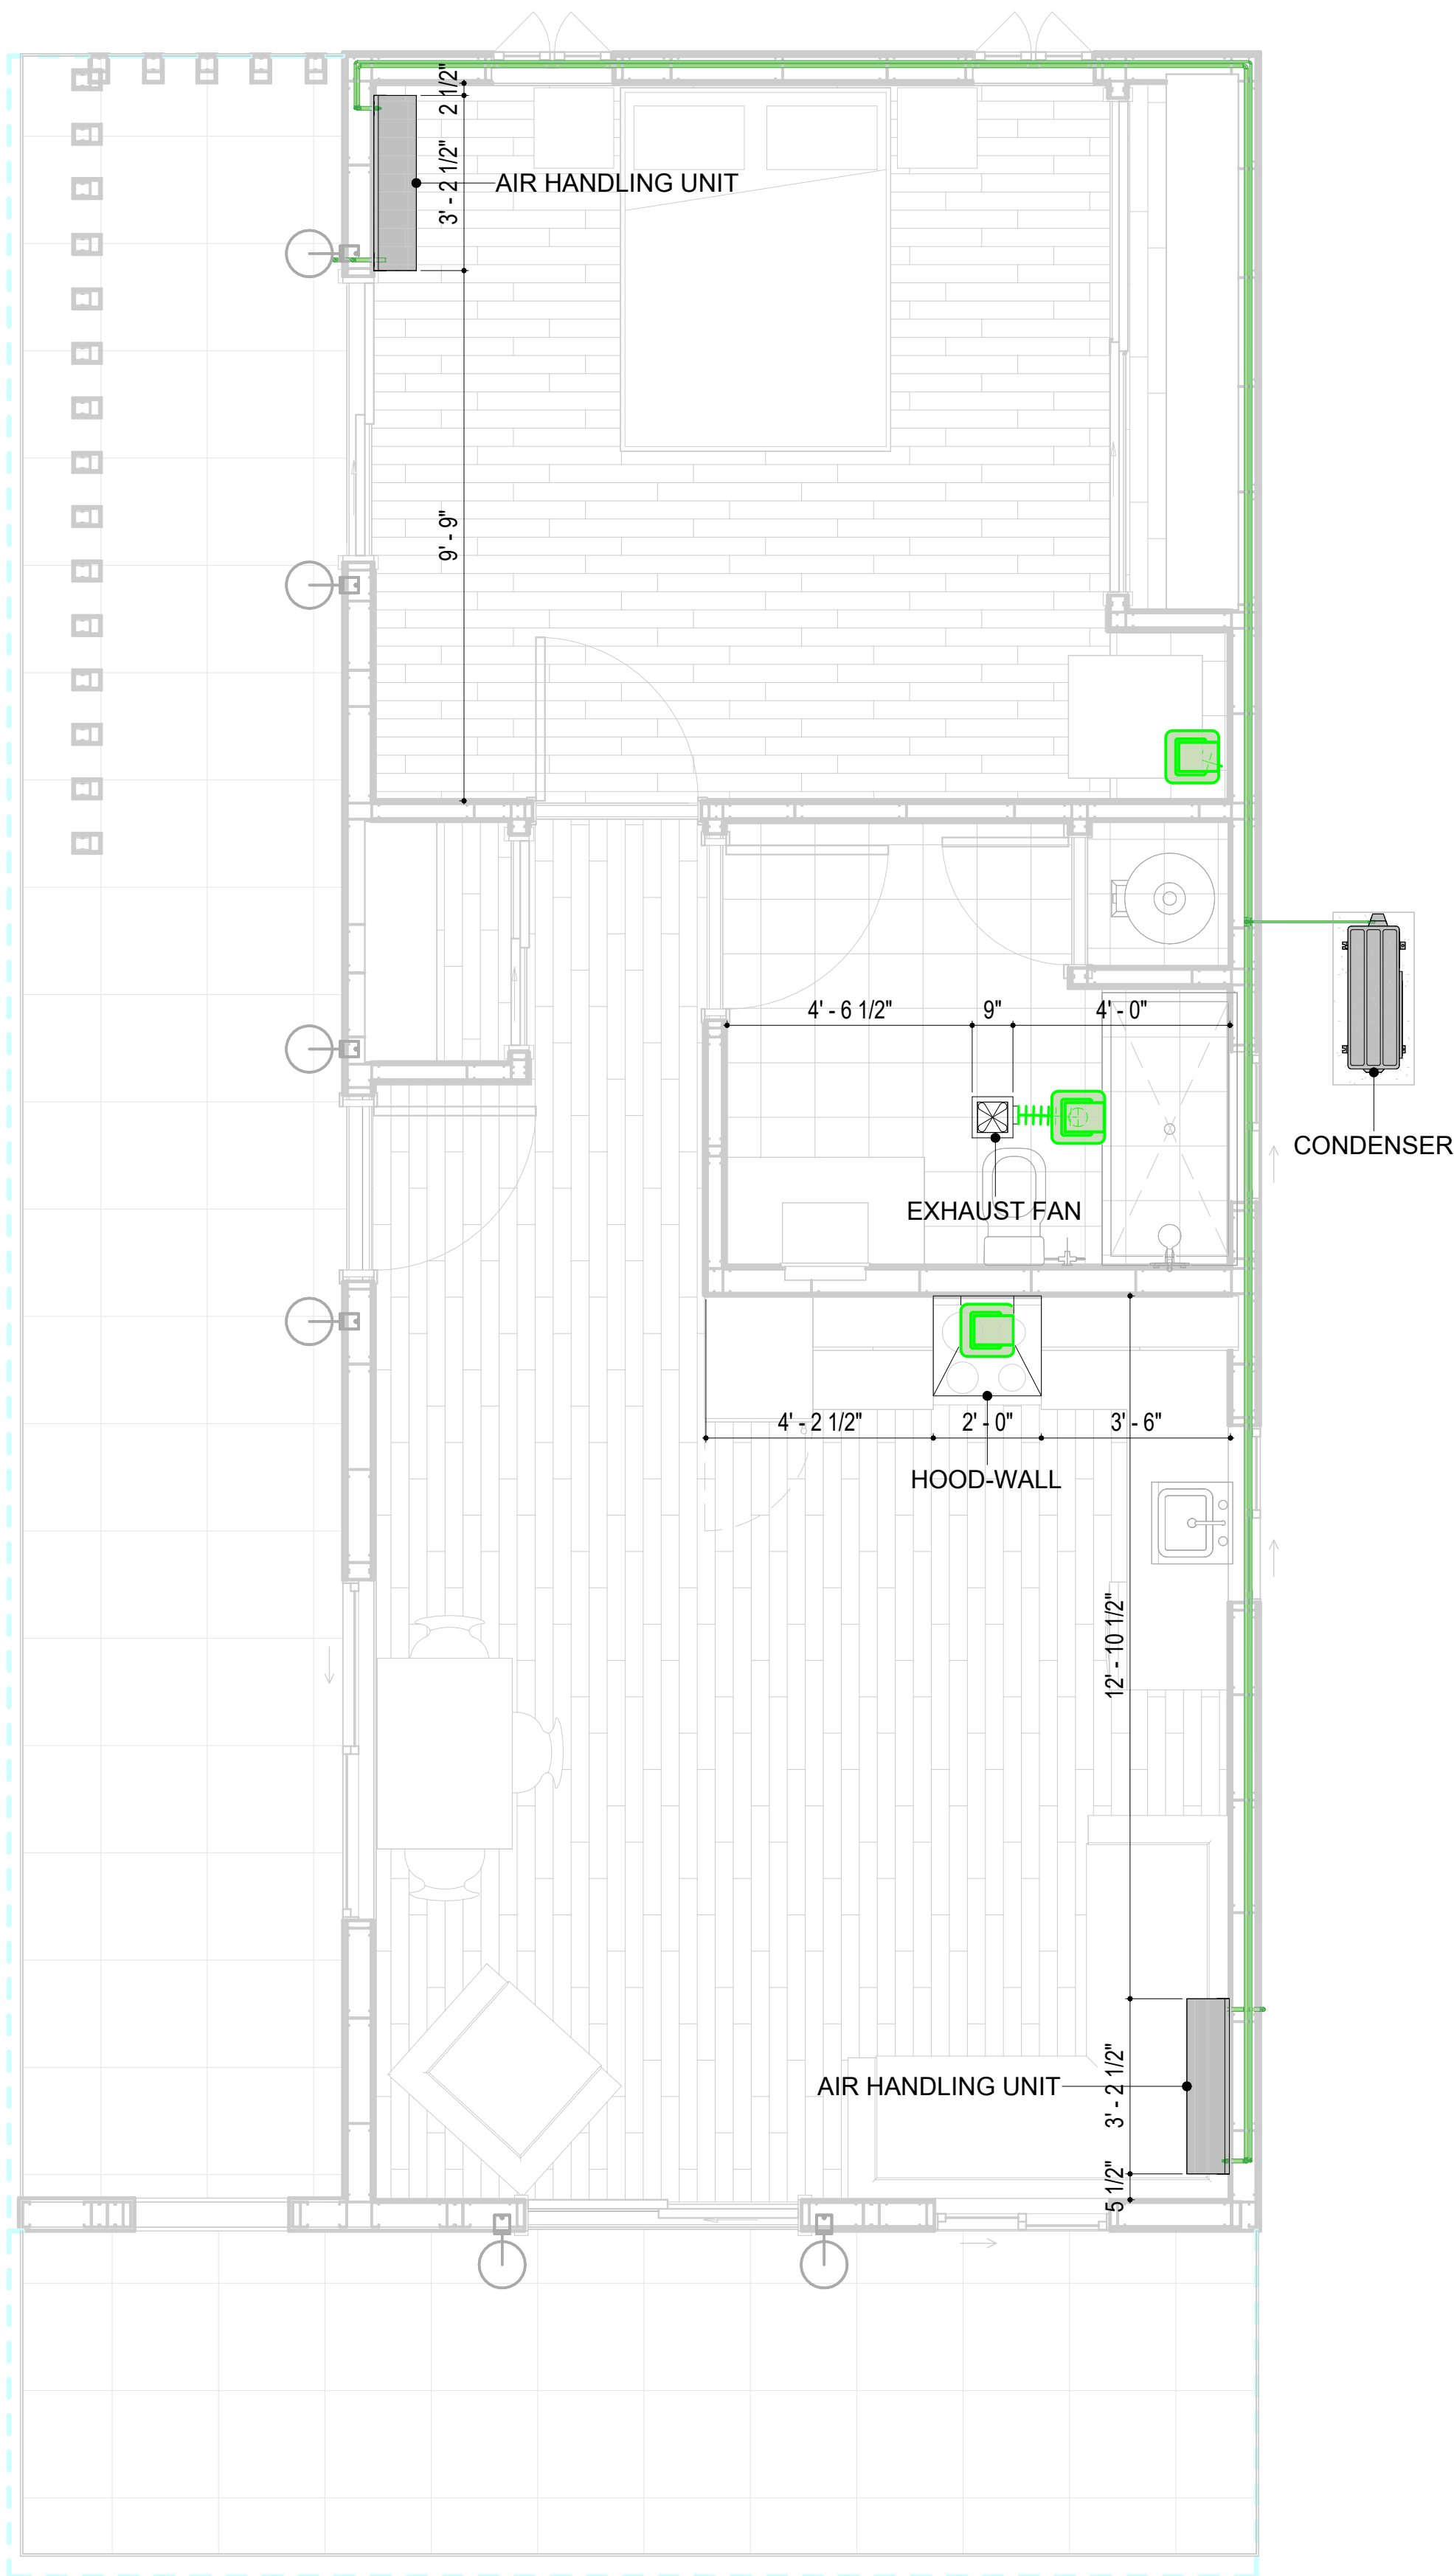 2 1/2"
3' - 2 1/2"
AIR HANDLING UNIT
9' - 9"
4' - 6 1/2"
9"
4' - 0"
CONDENSER
EXHAUST FAN
4' - 2 1/2"
2' - 0"
3' - 6"
HOOD-WALL
12' - 10 1/2"
3' - 2 1/2"
AIR HANDLING UNIT
5 1/2"